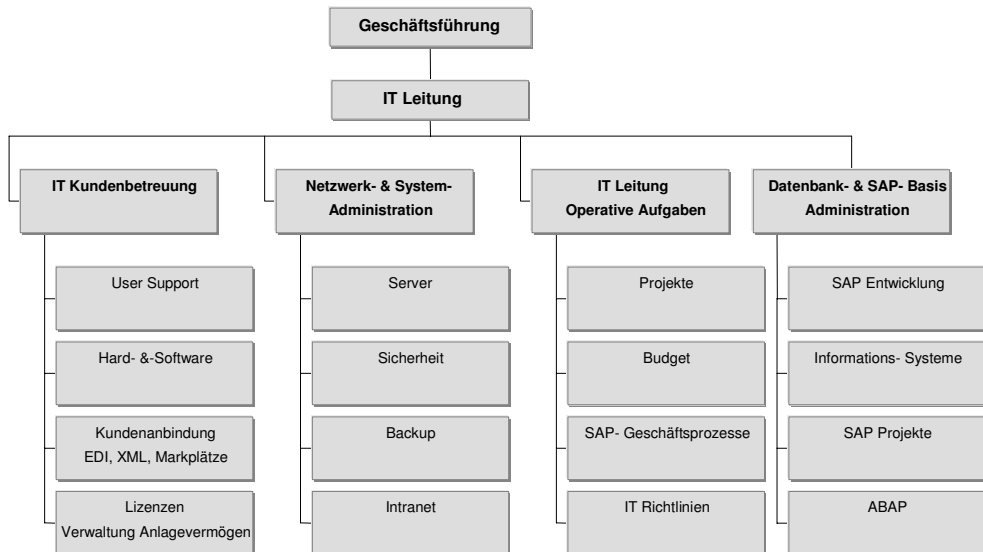 Geschäftsführung
IT Leitung
IT Kundenbetreuung
Netzwerk- & System-
Administration
IT Leitung
Operative Aufgaben
Datenbank- & SAP- Basis
Administration
User Support
Server
Projekte
SAP Entwicklung
Hard- &-Software
Sicherheit
Budget
Informations- Systeme
Kundenanbindung
EDI, XML, Markplätze
Backup
SAP- Geschäftsprozesse
SAP Projekte
Lizenzen
Verwaltung Anlagevermögen
Intranet
IT Richtlinien
ABAP